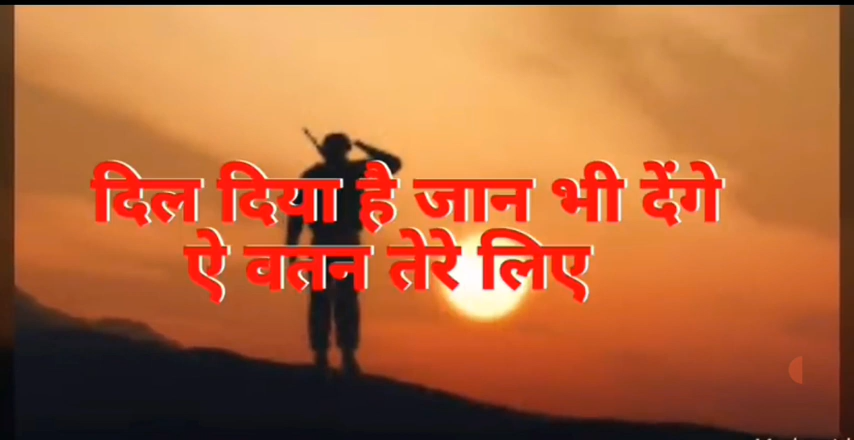 दिल दिया है जान भी देंगे
ऐ वतन तेरे लिए